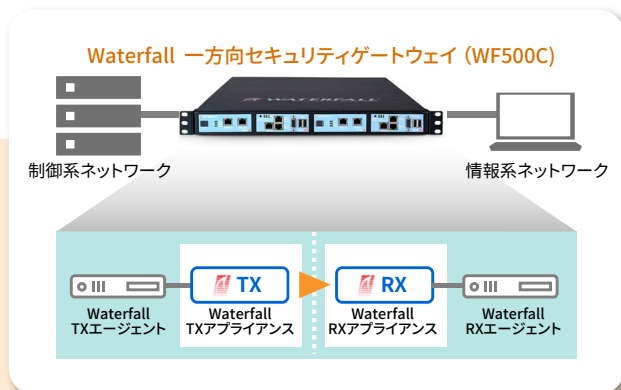 Waterfall 一方向セキュリティゲートウェイ（WF500C）
WATERFALL
制御系ネットワーク
情報系ネットワーク
TX
RX
Waterfall
TXエージェント
Waterfall
TXアプライアンス
Waterfall
RXアプライアンス
Waterfall
RXエージェント